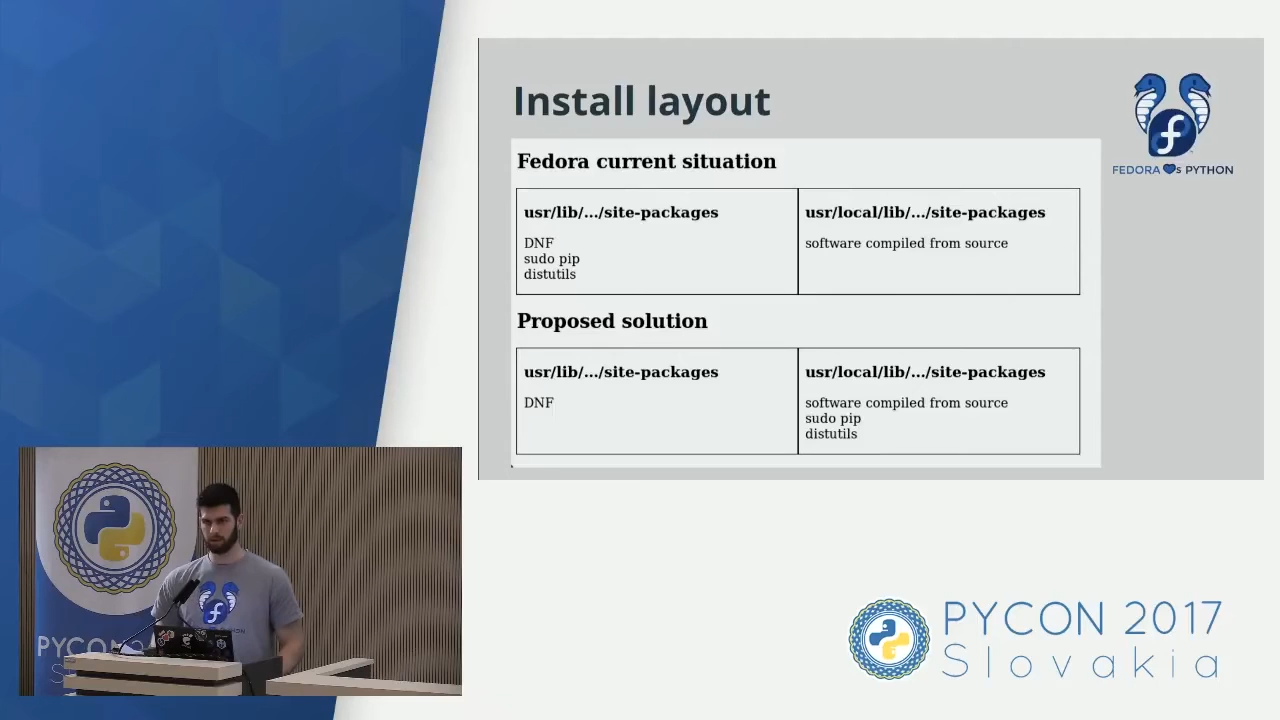 Install layout
FEDORA s PYTHON
Fedora current situation
usr/lib/.../site-packages
DNF
sudo pip
distutils
usr/local/lib/.../site-packages
software compiled from source
Proposed solution
usr/lib/.../site-packages
DNF
usr/local/lib/.../site-packages
software compiled from source
sudo pip
distutils
PYCON
PYCON 2017
Slovakia